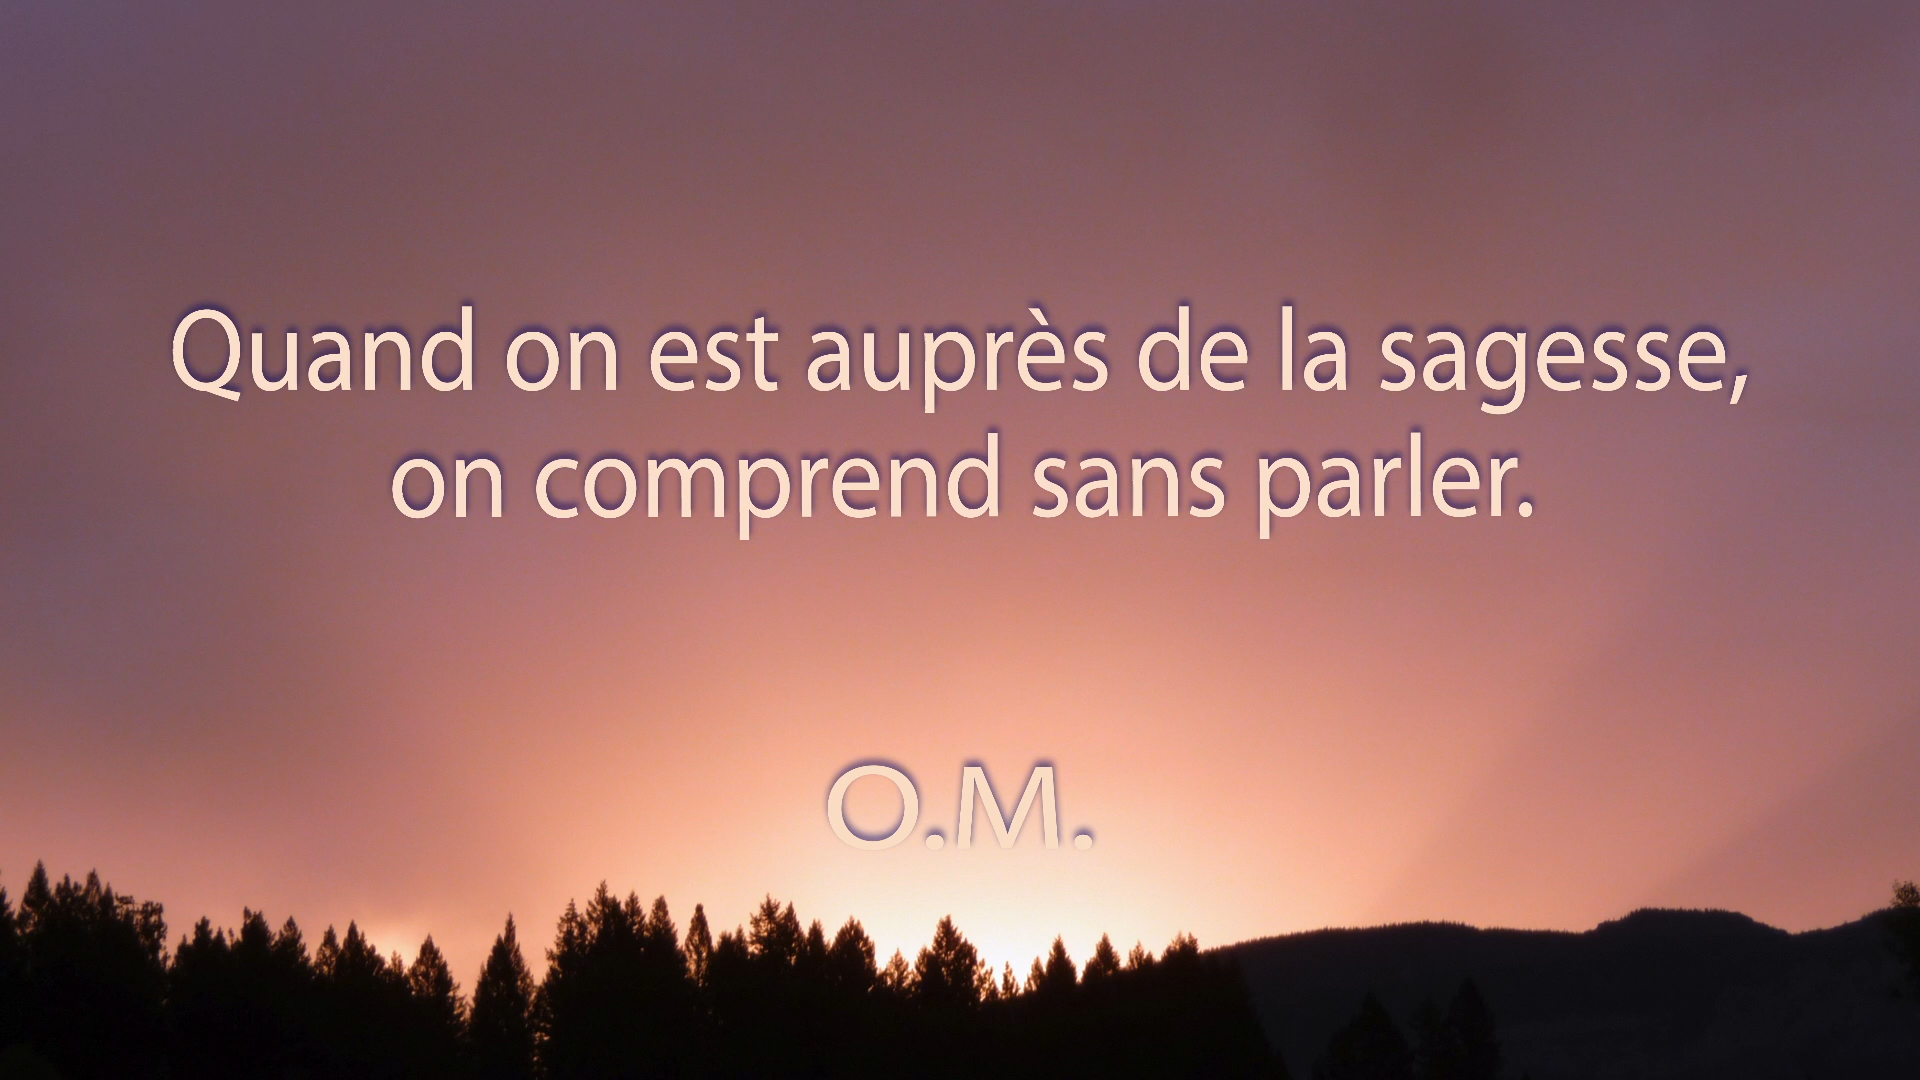 Quand on est auprès de la sagesse,
on comprend sans parler.
O.M.